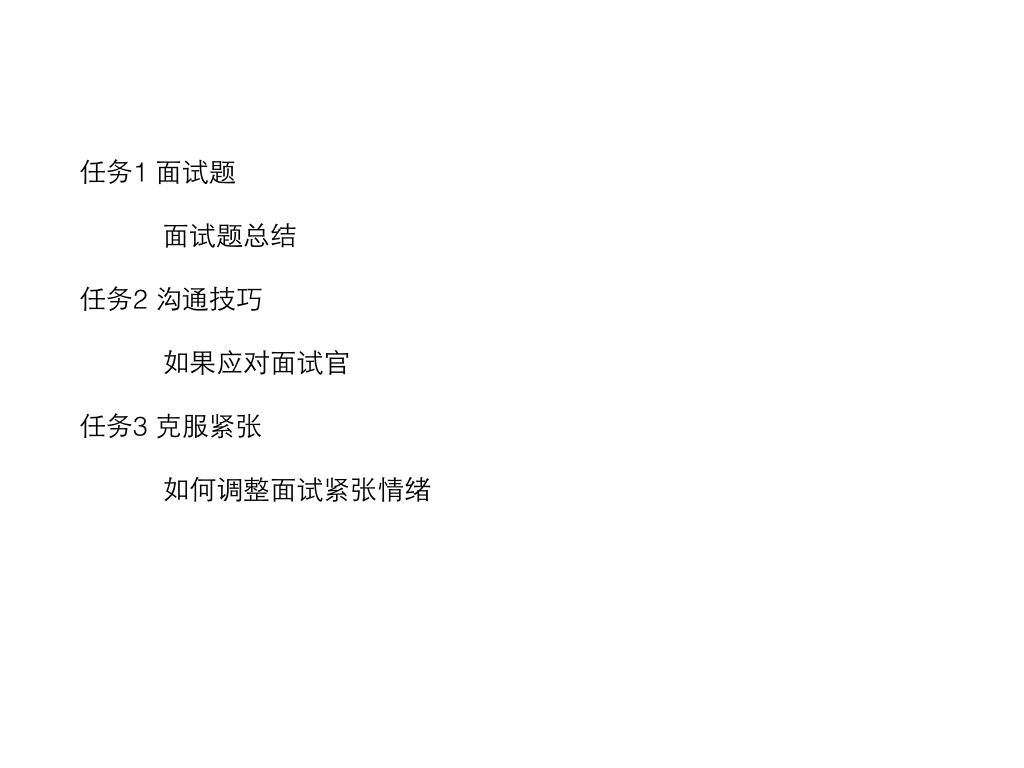 任务1 面试题
面试题总结
任务2 沟通技巧
如果应对面试官
任务3 克服紧张
如何调整面试紧张情绪